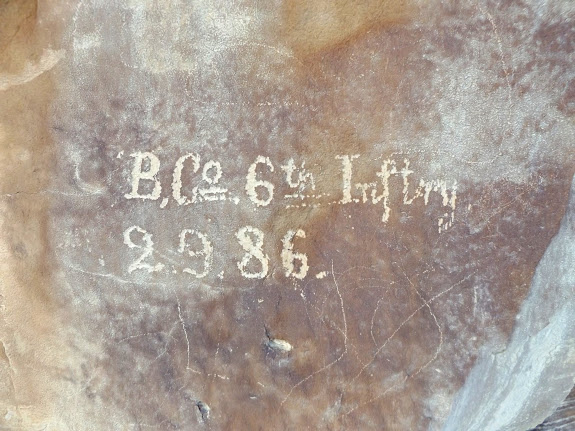 B, Co. 6th Inftry
2.9.86.